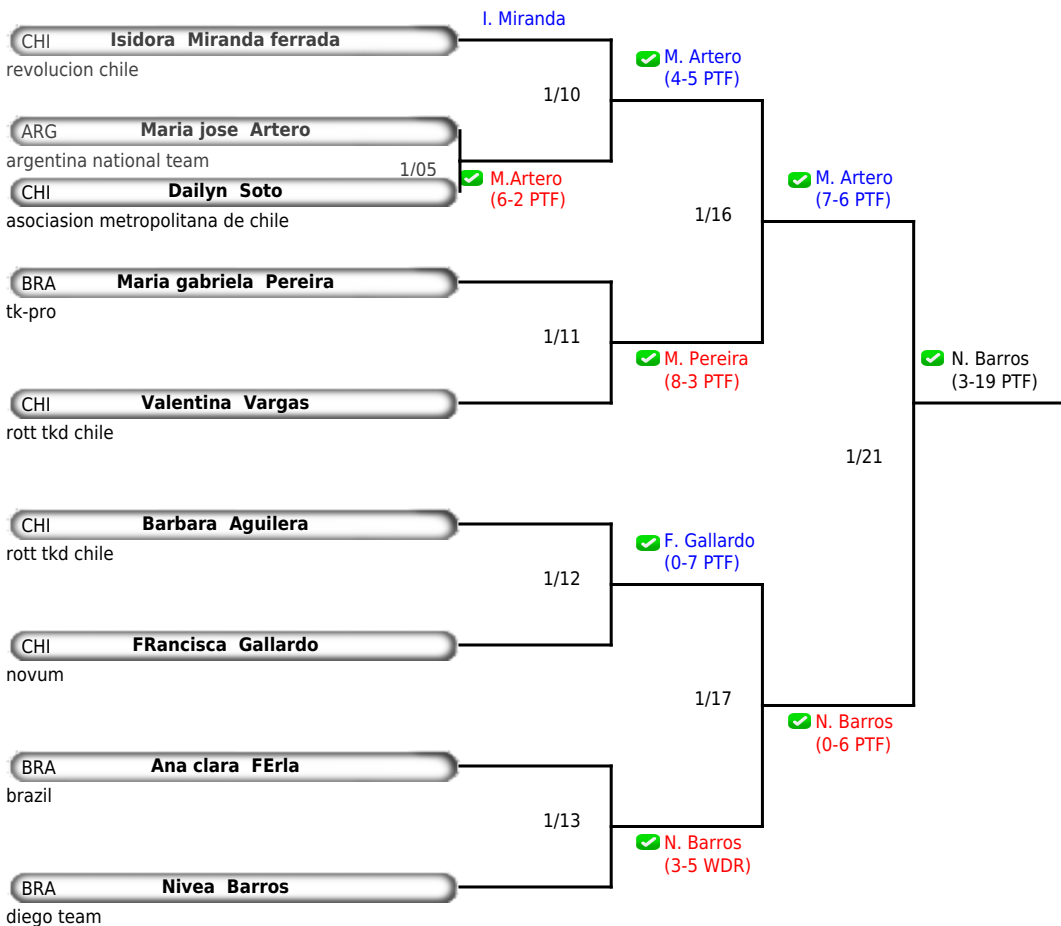 I. Miranda
CHI Isidora Miranda ferrada
revolucion chile
M. Artero
(4-5 PTF)
1/10
ARG Maria jose Artero
argentina national team
1/05
M.Artero
(6-2 PTF)
CHI Dailyn Soto
asociasion metropolitana de chile
M. Artero
(7-6 PTF)
1/16
BRA Maria gabriela Pereira
tk-pro
1/11
M. Pereira
(8-3 PTF)
N. Barros
(3-19 PTF)
CHI Valentina Vargas
rott tkd chile
1/21
CHI Barbara Aguilera
rott tkd chile
F. Gallardo
(0-7 PTF)
1/12
CHI FRancisca Gallardo
novum
1/17
N. Barros
(0-6 PTF)
BRA Ana clara FErla
brazil
1/13
N. Barros
(3-5 WDR)
BRA Nivea Barros
diego team